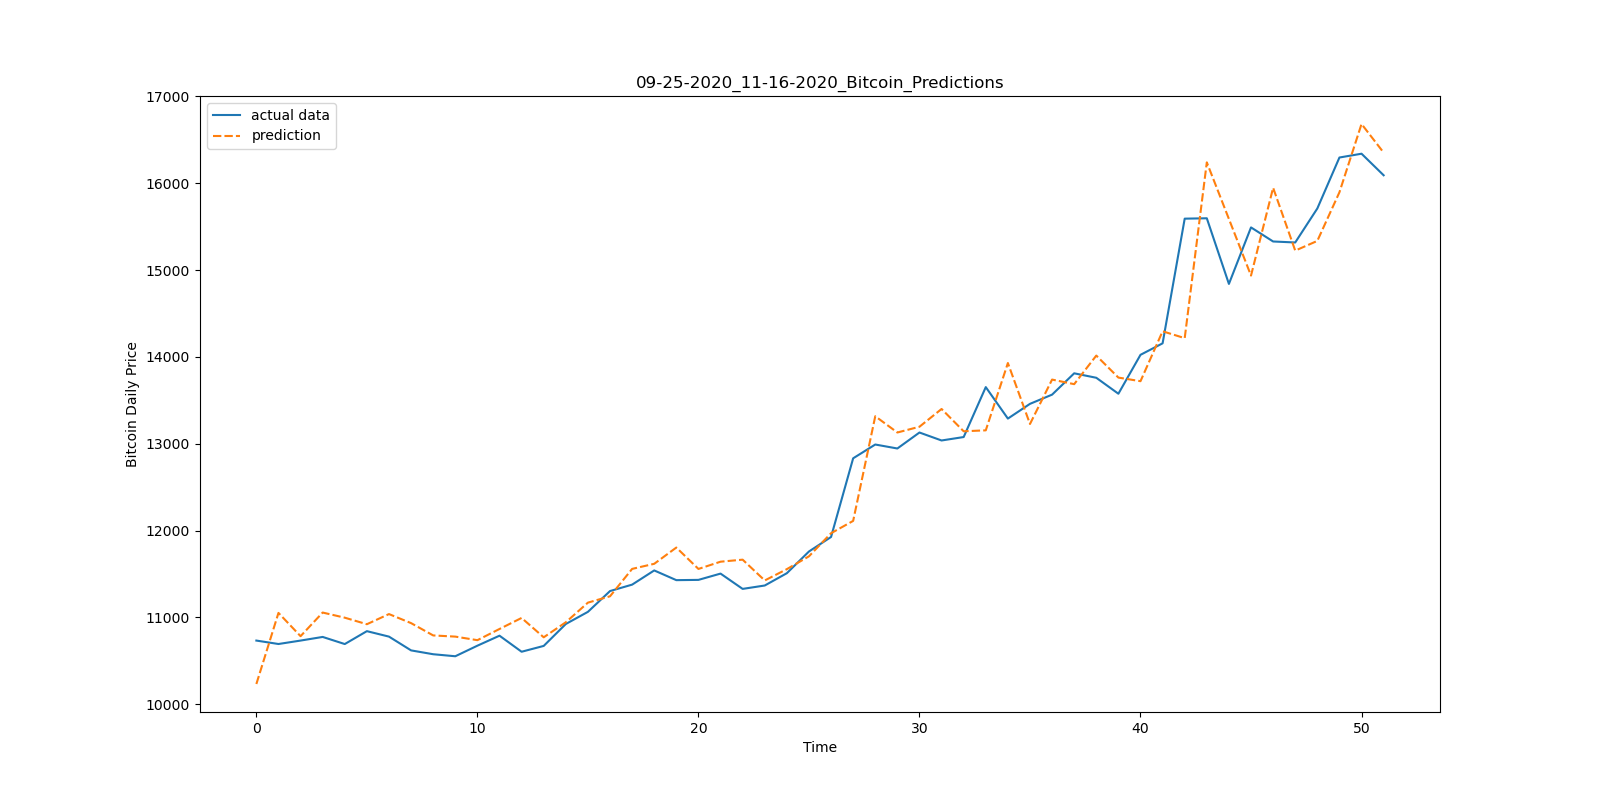 09-25-2020_11-16-2020_Bitcoin_Predictions
actual data
prediction
Bitcoin Daily Price
17000
16000
15000
14000
13000
12000
11000
10000
0 10 20 30 40 50
Time